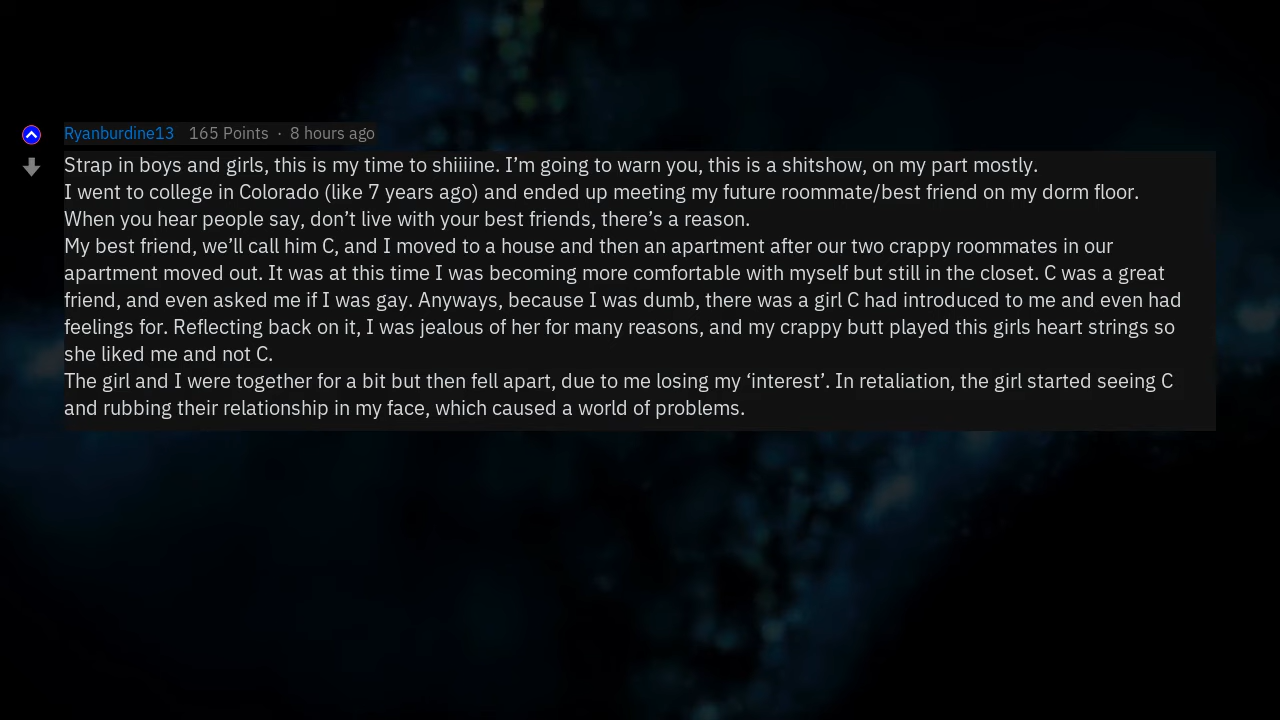 Ryanburdine13 165 Points · 8 hours ago
Strap in boys and girls, this is my time to shiiiine. I’m going to warn you, this is a shitshow, on my part mostly.
I went to college in Colorado (like 7 years ago) and ended up meeting my future roommate/best friend on my dorm floor.
When you hear people say, don’t live with your best friends, there’s a reason.
My best friend, we’ll call him C, and I moved to a house and then an apartment after our two crappy roommates in our
apartment moved out. It was at this time I was becoming more comfortable with myself but still in the closet. C was a great
friend, and even asked me if I was gay. Anyways, because I was dumb, there was a girl C had introduced to me and even had
feelings for. Reflecting back on it, I was jealous of her for many reasons, and my crappy butt played this girls heart strings so
she liked me and not C.
The girl and I were together for a bit but then fell apart, due to me losing my ‘interest’. In retaliation, the girl started seeing C
and rubbing their relationship in my face, which caused a world of problems.